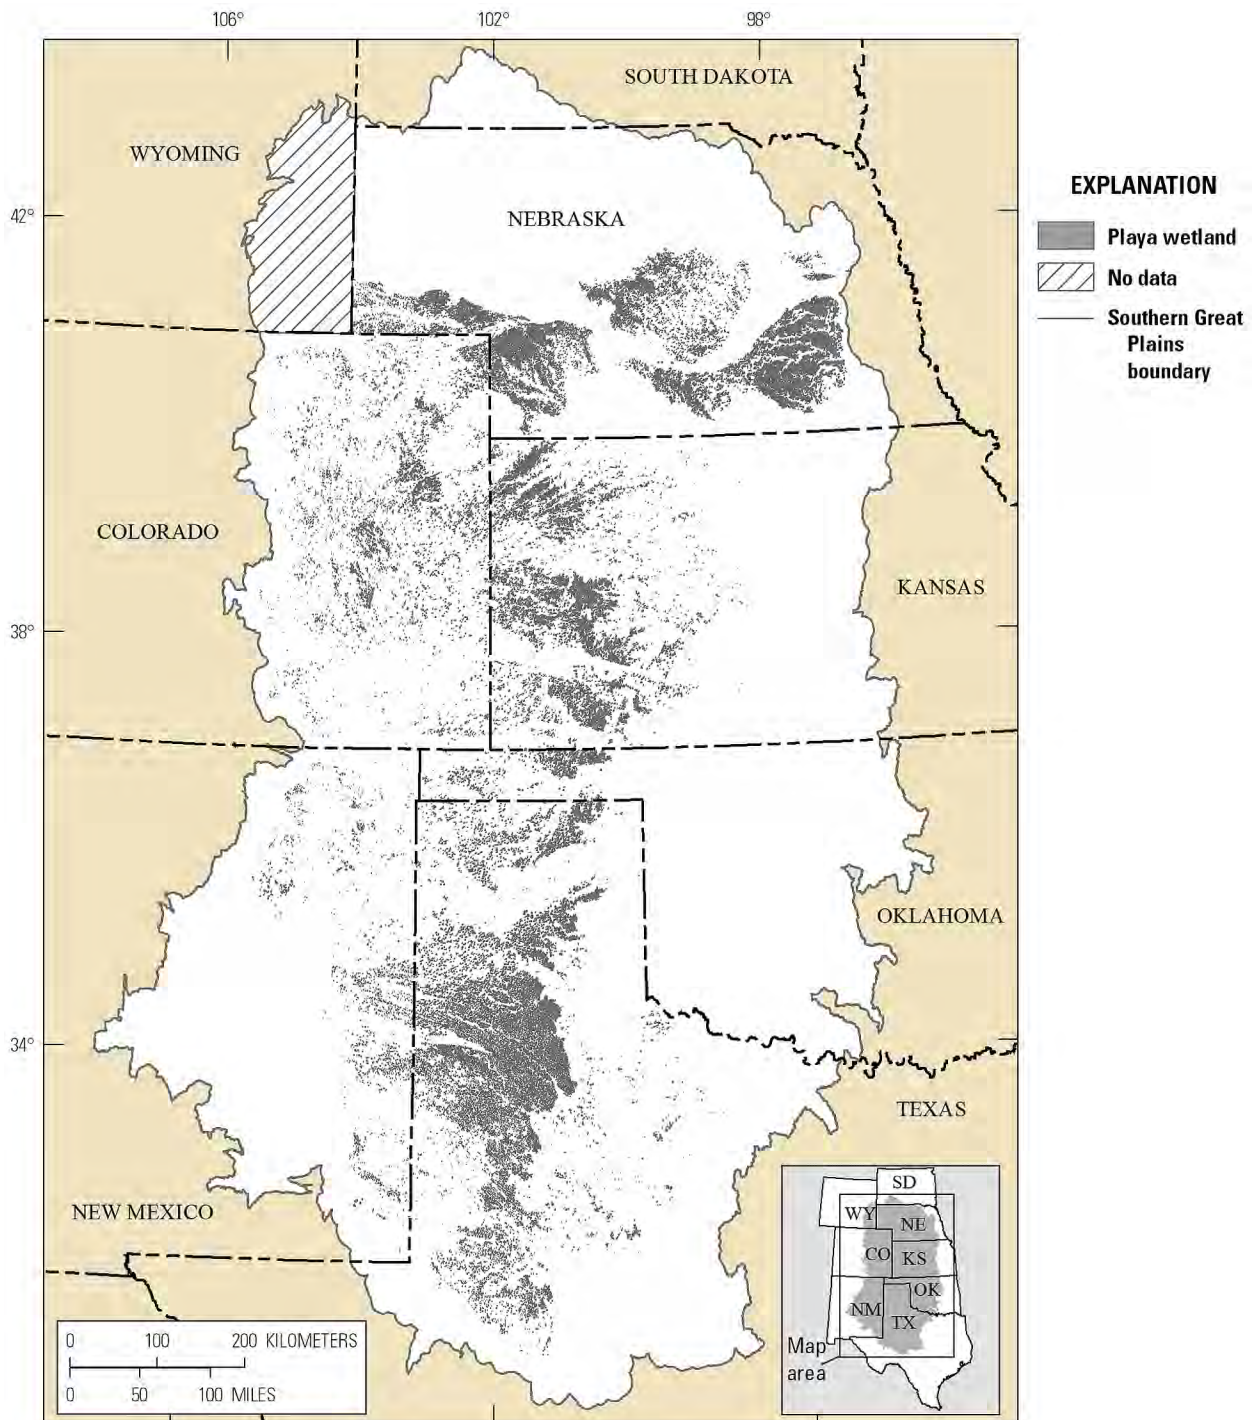 106°
102°
98°
SOUTH DAKOTA
WYOMING
EXPLANATION
42°
NEBRASKA
Playa wetland
No data
Southern Great
Plains
boundary
COLORADO
KANSAS
38°
OKLAHOMA
34°
TEXAS
SD
WY
NE
NEW MEXICO
CO
KS
OK
NM
TX
0 100 200 KILOMETERS
Map
area
0 50 100 MILES